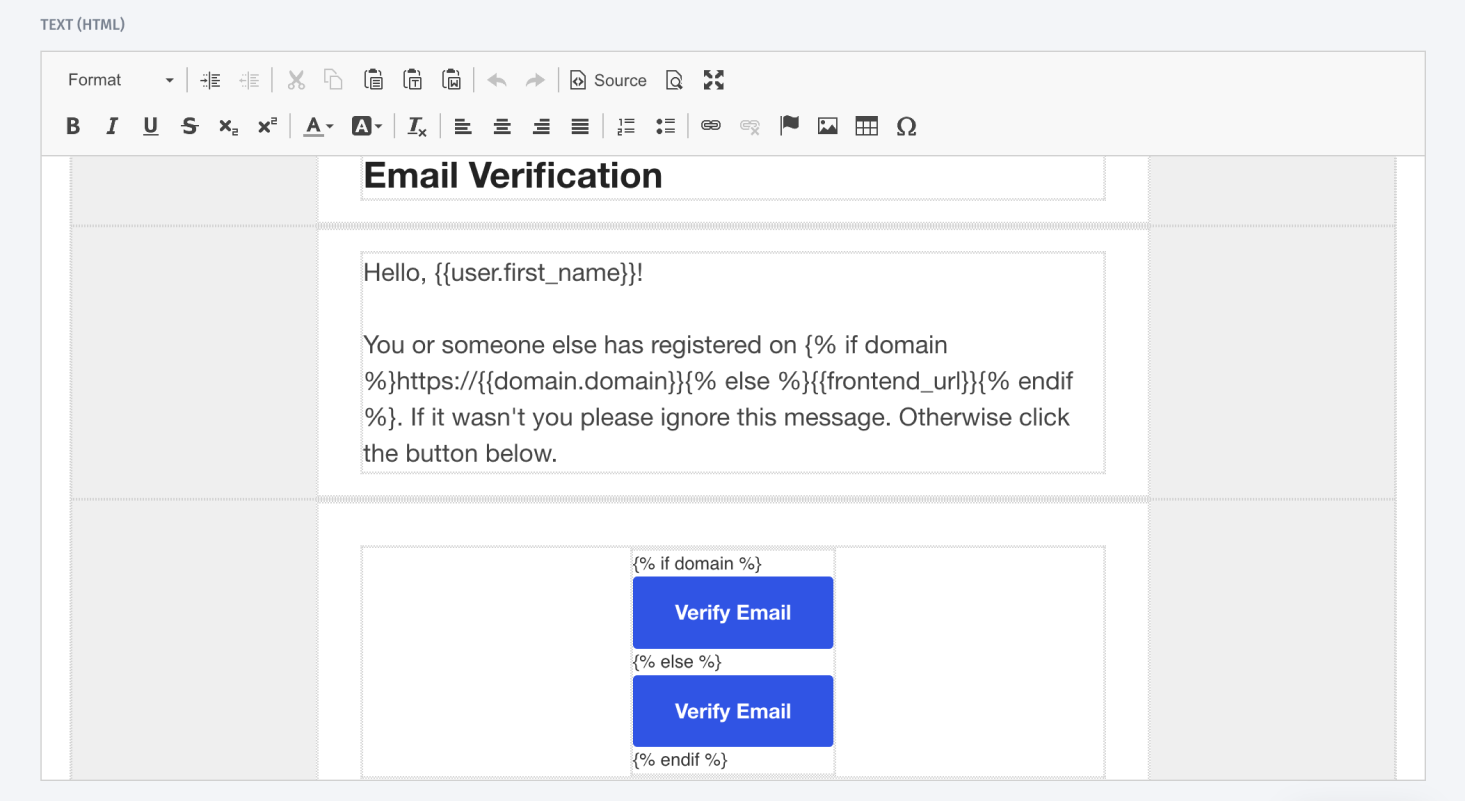 TEXT (HTML)
Format
Source
Email Verification
Hello, {{user.first_name}}!
You or someone else has registered on {% if domain
%}https://{{domain.domain}}{% else %}{{frontend_url}}{% endif
%}. If it wasn't you please ignore this message. Otherwise click
the button below.
{% if domain %}
Verify Email
{% else %}
Verify Email
{% endif %}